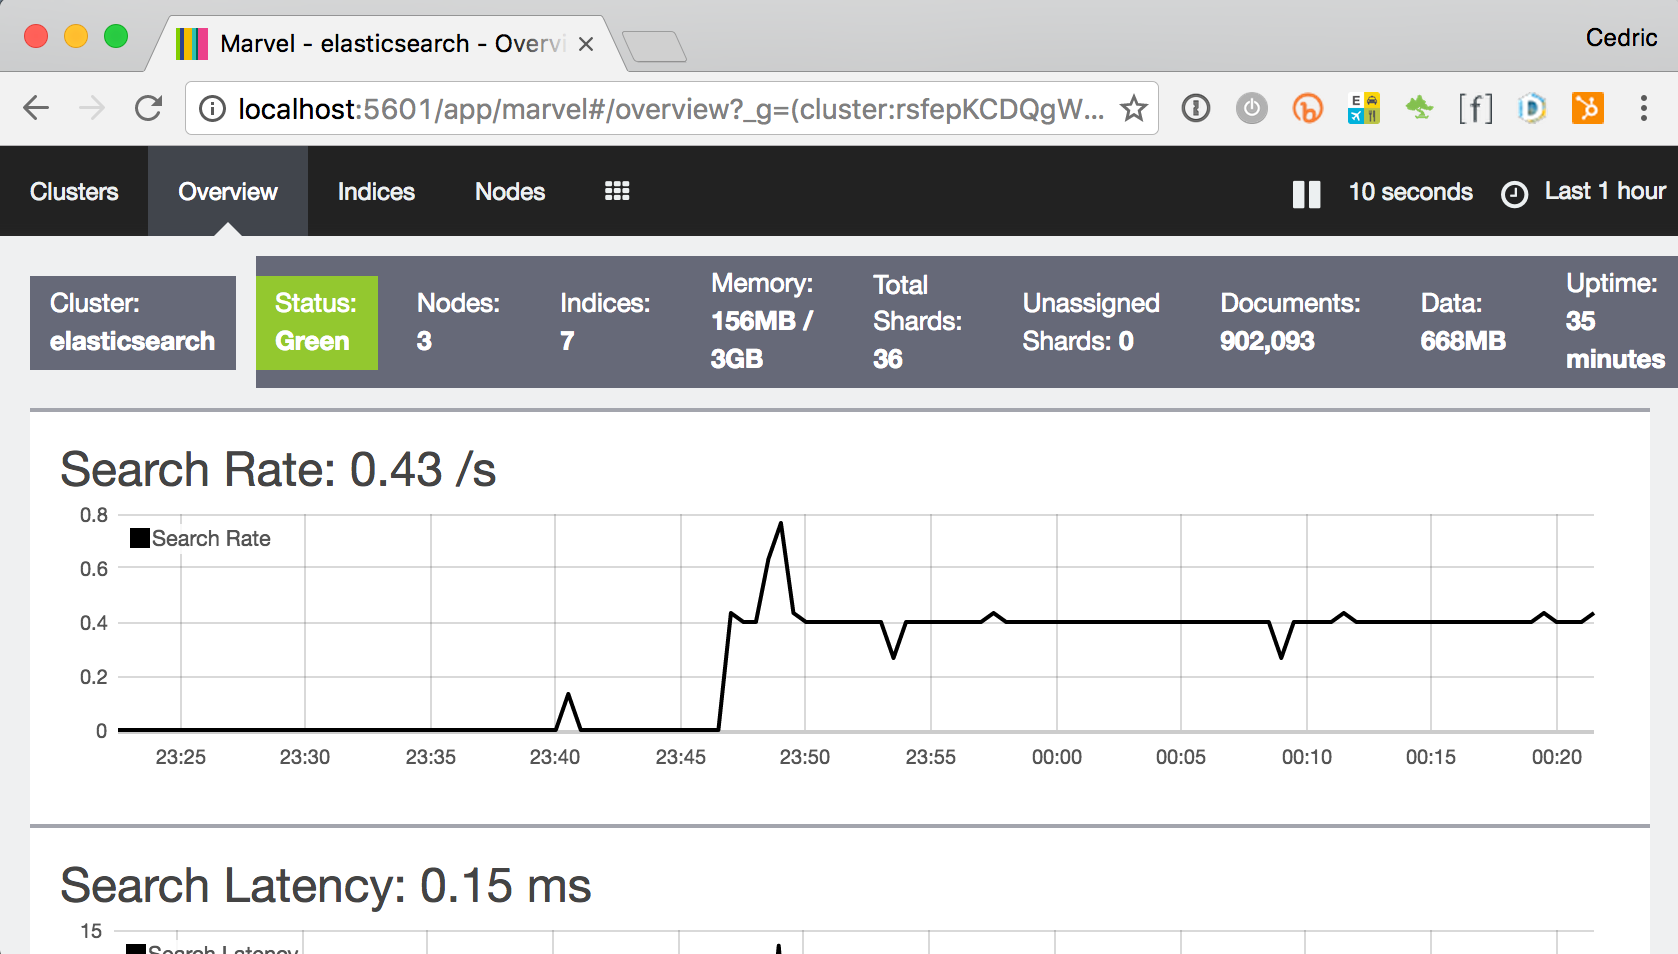 Marvel - elasticsearch - Overvi
Cedric
localhost:5601/app/marvel#/overview?_g=(cluster:rsfepKCDQgW...
E
[f]
D
b
Clusters
Overview
Indices
Nodes
10 seconds
Last 1 hour
Cluster:
elasticsearch
Status:
Green
Nodes:
3
Indices:
7
Memory:
156MB /
3GB
Total
Shards:
36
Unassigned
Shards: 0
Documents:
902,093
Data:
668MB
Uptime:
35
minutes
Search Rate: 0.43 /s
0.8
Search Rate
0.6
0.4
0.2
0
23:25
23:30
23:35
23:40
23:45
23:50
23:55
00:00
00:05
00:10
00:15
00:20
Search Latency: 0.15 ms
15
Search Latency